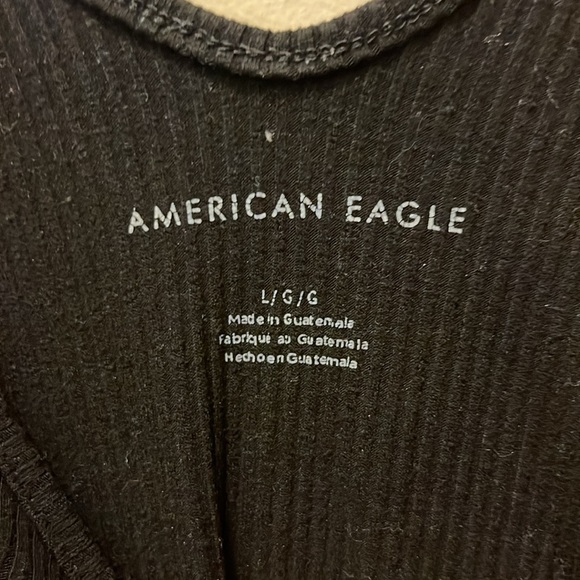 AMERICAN EAGLE
L/G/G
Made in Guatemala
Fabriqué au Guatemala
Hecho en Guatemala